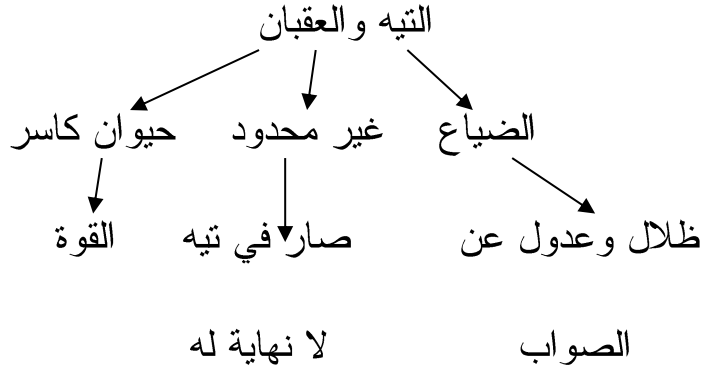 التيه والعقبان
الضياع
غير محدود
حيوان كاسر
ظلال وعدول عن
الصواب
صار في تيه
لا نهاية له
القوة